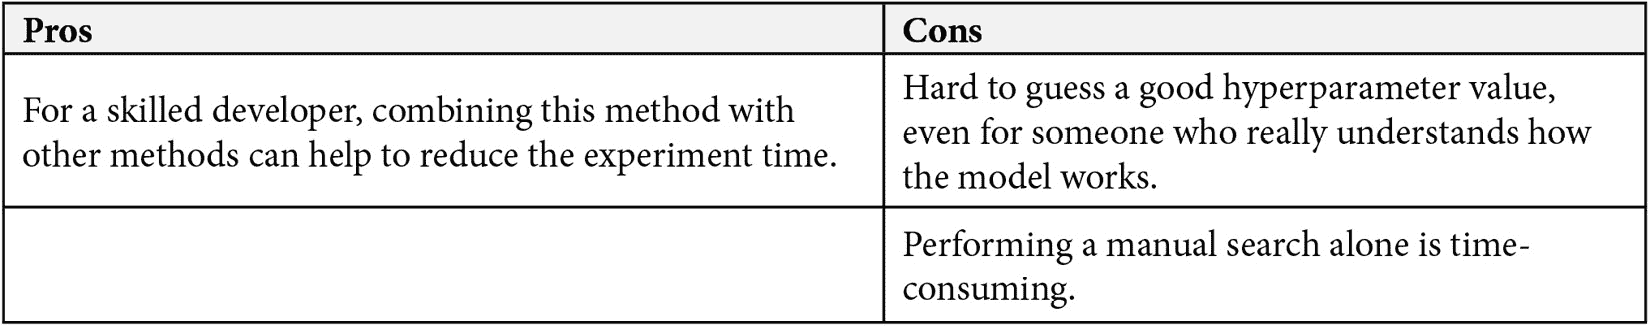 Pros
Cons
For a skilled developer, combining this method with
other methods can help to reduce the experiment time.
Hard to guess a good hyperparameter value,
even for someone who really understands how
the model works.
Performing a manual search alone is time-
consuming.